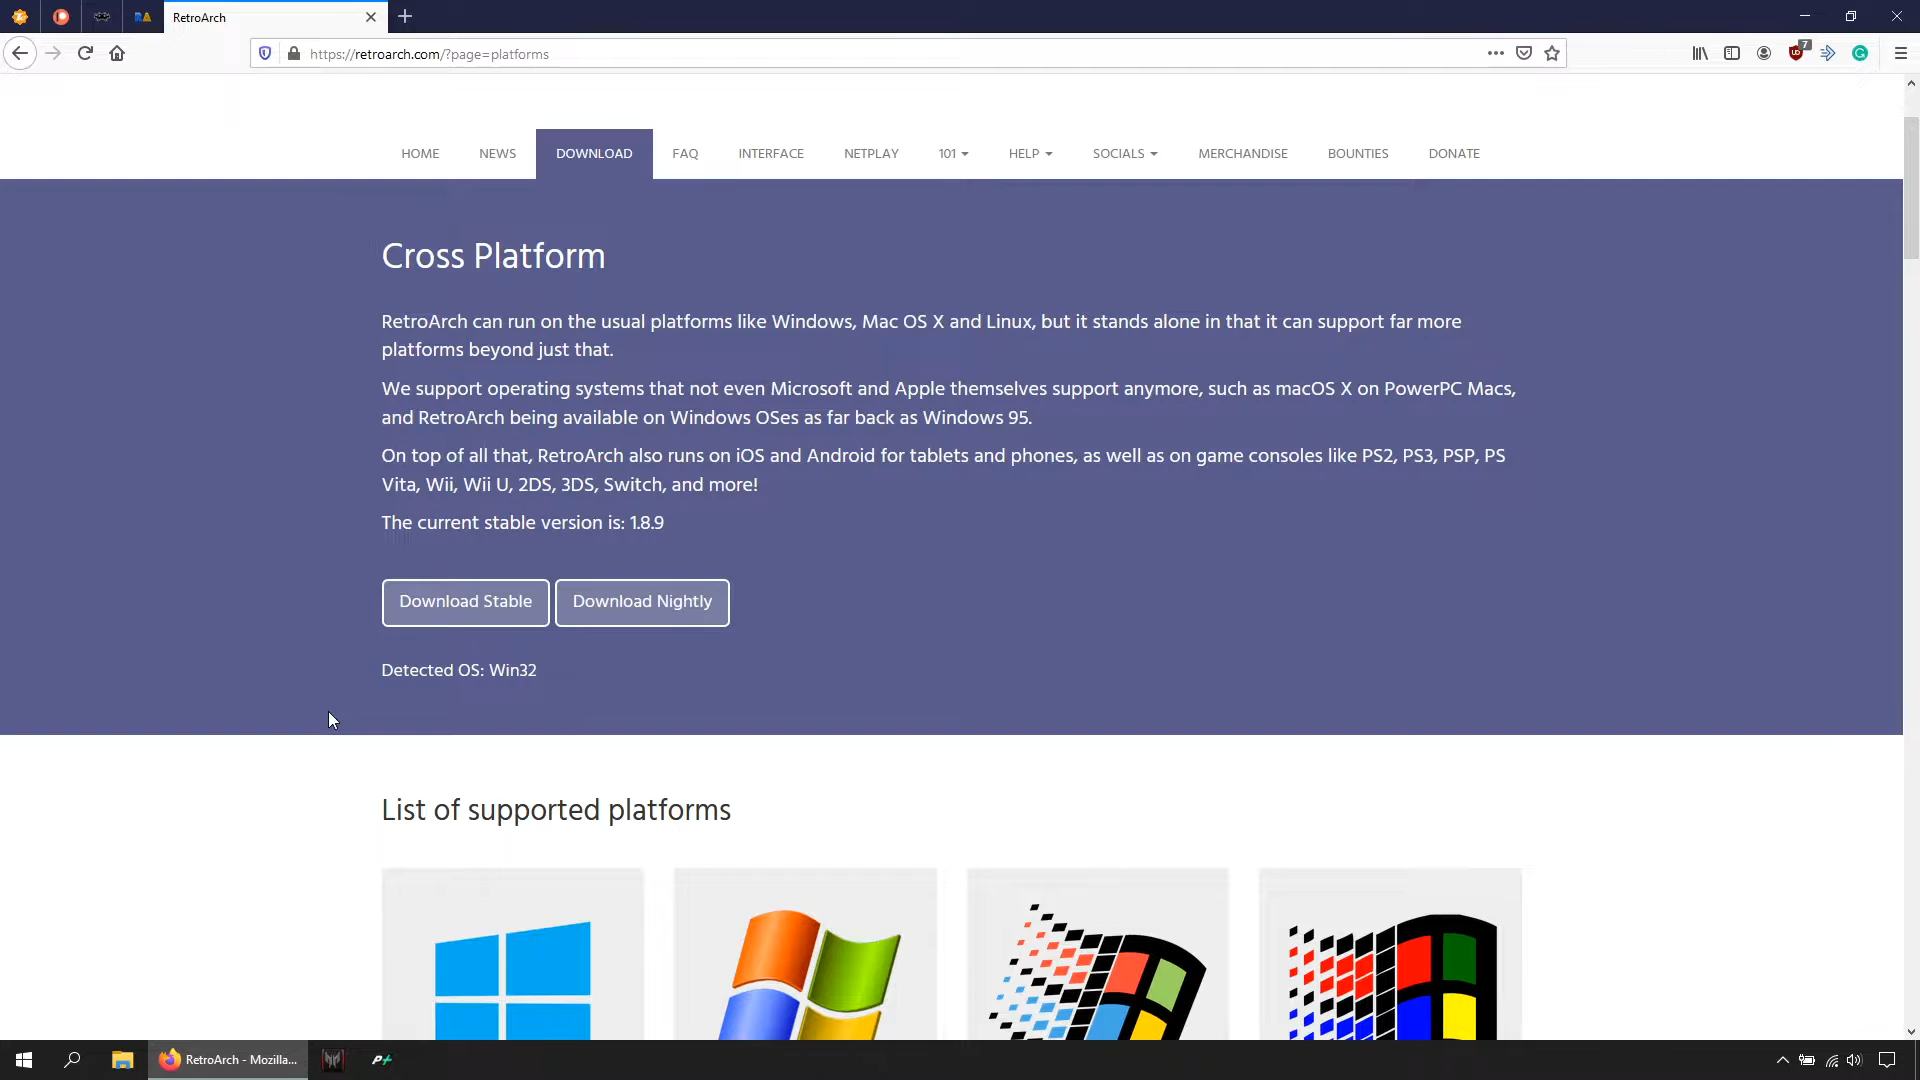 RetroArch
https://retroarch.com/?page=platforms
7
HOME NEWS DOWNLOAD FAQ INTERFACE NETPLAY 101 HELP SOCIALS MERCHANDISE BOUNTIES DONATE
Cross Platform
RetroArch can run on the usual platforms like Windows, Mac OS X and Linux, but it stands alone in that it can support far more
platforms beyond just that.
We support operating systems that not even Microsoft and Apple themselves support anymore, such as macOS X on PowerPC Macs,
and RetroArch being available on Windows OSes as far back as Windows 95.
On top of all that, RetroArch also runs on iOS and Android for tablets and phones, as well as on game consoles like PS2, PS3, PSP, PS
Vita, Wii, Wii U, 2DS, 3DS, Switch, and more!
The current stable version is: 1.8.9
Download Stable Download Nightly
Detected OS: Win32
List of supported platforms
RetroArch - Mozilla...